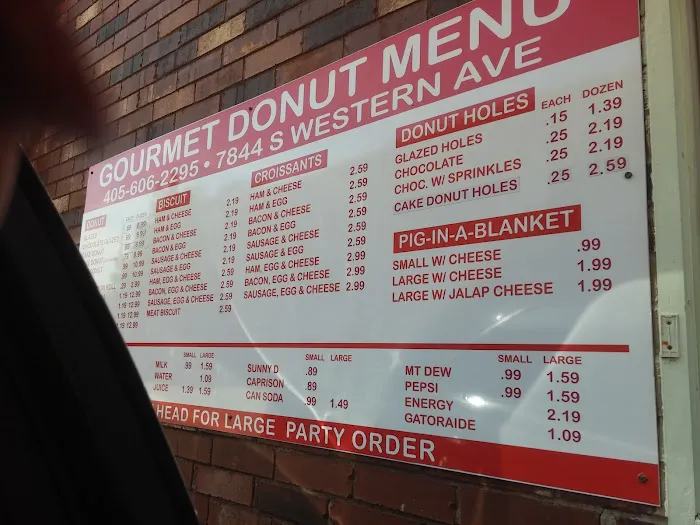 GOURMET DONUT MENU
405-606-2295 • 7844 S WESTERN AVE
DONUT
BISCUIT
HAM & CHEESE 2.19
HAM & EGG 2.19
BACON & CHEESE 2.19
BACON & EGG 2.19
SAUSAGE & CHEESE 2.19
SAUSAGE & EGG 2.19
HAM, EGG & CHEESE 2.59
BACON, EGG & CHEESE 2.59
SAUSAGE, EGG & CHEESE 2.59
MEAT BISCUIT 2.59
CROISSANTS
HAM & CHEESE 2.59
HAM & EGG 2.59
BACON & CHEESE 2.59
BACON & EGG 2.59
SAUSAGE & CHEESE 2.59
SAUSAGE & EGG 2.59
HAM, EGG & CHEESE 2.99
BACON, EGG & CHEESE 2.99
SAUSAGE, EGG & CHEESE 2.99
DONUT HOLES EACH DOZEN
GLAZED HOLES .15 1.39
CHOCOLATE .25 2.19
CHOC. W/ SPRINKLES .25 2.19
CAKE DONUT HOLES .25 2.59
PIG-IN-A-BLANKET
SMALL W/ CHEESE .99
LARGE W/ CHEESE 1.99
LARGE W/ JALAP CHEESE 1.99
SMALL LARGE
MILK .99 1.59
WATER 1.09
JUICE 1.39 1.59
SMALL LARGE
SUNNY D .89
CAPRISON .89
CAN SODA .99 1.49
SMALL LARGE
MT DEW .99 1.59
PEPSI .99 1.59
ENERGY 2.19
GATORAIDE 1.09
HEAD FOR LARGE PARTY ORDER